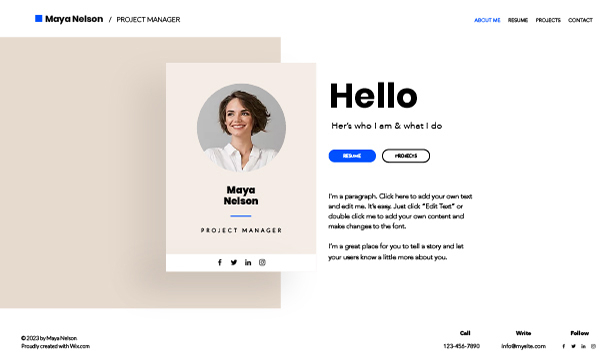 Maya Nelson / PROJECT MANAGER
ABOUT ME RESUME PROJECTS CONTACT
Hello
Her's who I am & what I do
RESUME PROJECTS
Maya
Nelson
PROJECT MANAGER
I'm a paragraph. Click here to add your own text
and edit me. It's easy. Just click "Edit Text" or
double click me to add your own content and
make changes to the font.
I'm a great place for you to tell a story and let
your users know a little more about you.
© 2023 by Maya Nelson
Proudly created with Wix.com
Call
123-456-7890
Write
info@mysite.com
Follow